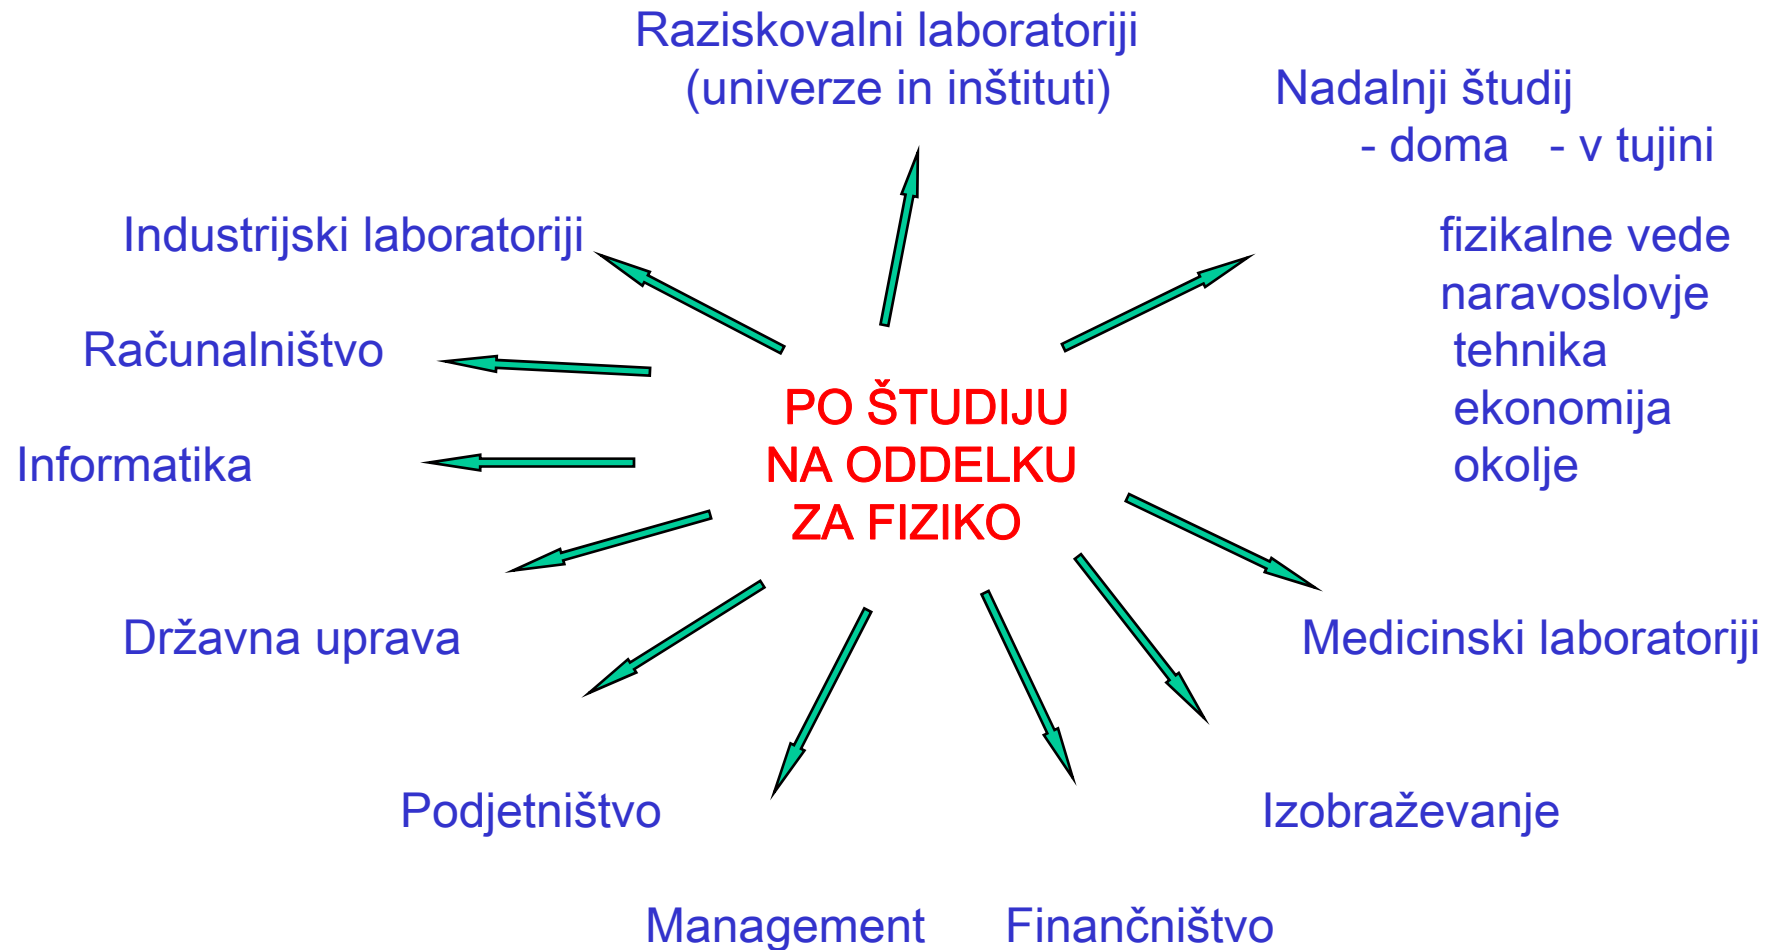 Raziskovalni laboratoriji
(univerze in inštituti)
Nadalnji študij
- doma - v tujini
Industrijski laboratoriji
fizikalne vede
naravoslovje
tehnika
ekonomija
okolje
Računalništvo
PO ŠTUDIJU
NA ODDELKU
ZA FIZIKO
Informatika
Državna uprava
Medicinski laboratoriji
Podjetništvo
Izobraževanje
Management
Finančništvo